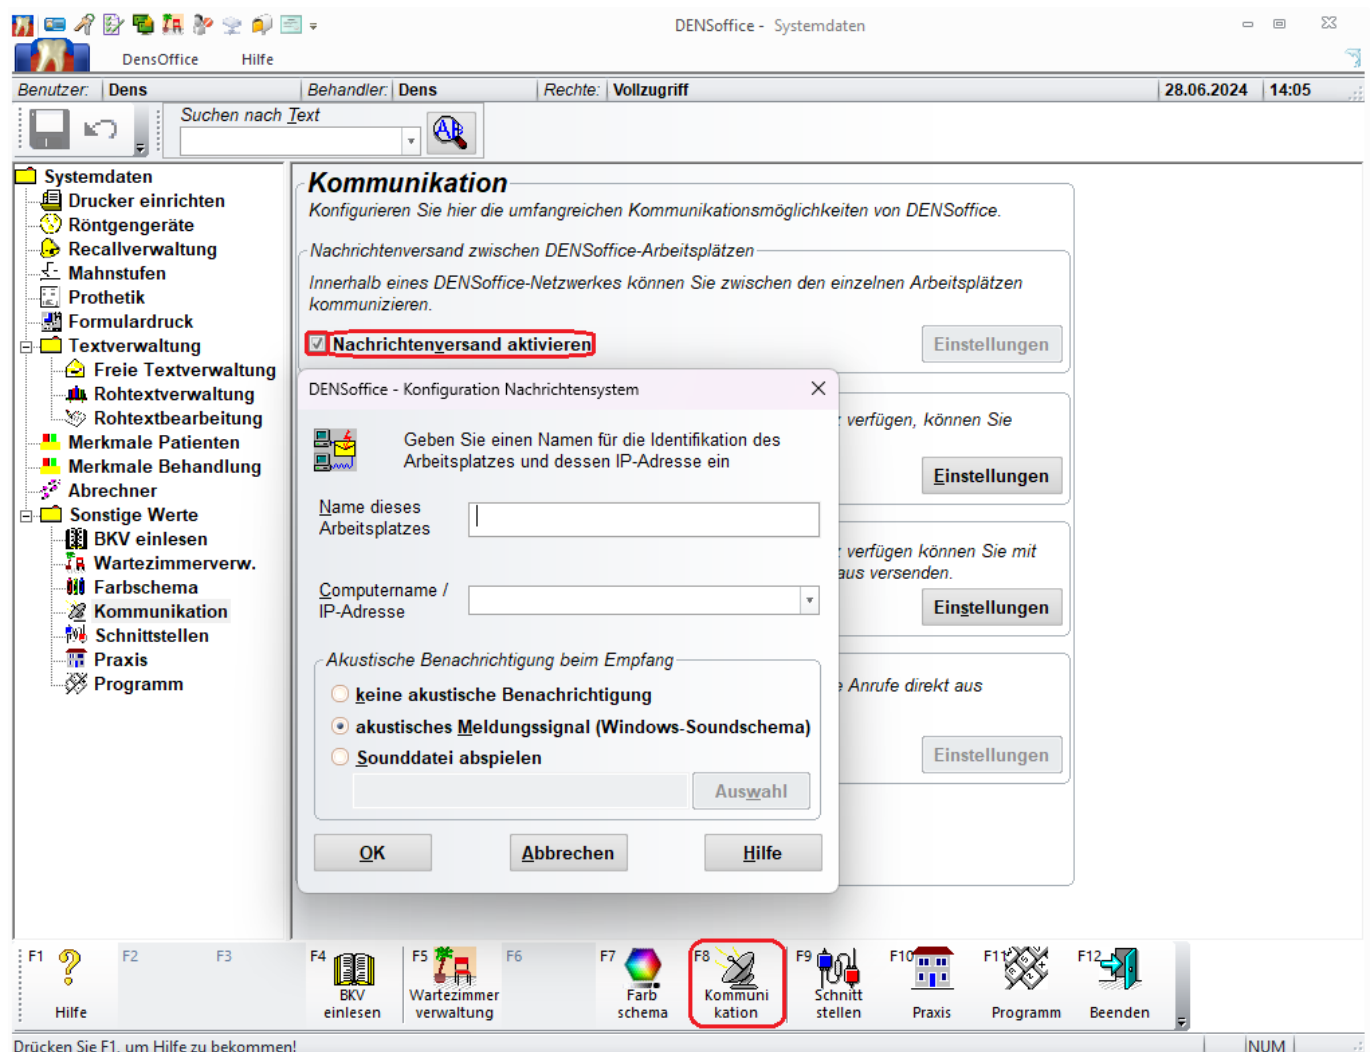 DENSoffice - Systemdaten
DensOffice Hilfe
Benutzer: Dens Behandler: Dens Rechte: Vollzugriff 28.06.2024 14:05
Suchen nach Text
Systemdaten
Drucker einrichten
Röntgengeräte
Recallverwaltung
Mahnstufen
Prothetik
Formulardruck
Textverwaltung
Freie Textverwaltung
Rohtextverwaltung
Rohtextbearbeitung
Merkmale Patienten
Merkmale Behandlung
Abrechner
Sonstige Werte
BKV einlesen
Wartezimmerverw.
Farbschema
Kommunikation
Schnittstellen
Praxis
Programm
Kommunikation
Konfigurieren Sie hier die umfangreichen Kommunikationsmöglichkeiten von DENSoffice.
Nachrichtenversand zwischen DENSoffice-Arbeitsplätzen
Innerhalb eines DENSoffice-Netzwerkes können Sie zwischen den einzelnen Arbeitsplätzen
kommunizieren.
Nachrichtenversand aktivieren
Einstellungen
verfügen, können Sie
Einstellungen
verfügen können Sie mit
aus versenden.
Einstellungen
Anrufe direkt aus
Einstellungen
DENSoffice - Konfiguration Nachrichtensystem
Geben Sie einen Namen für die Identifikation des
Arbeitsplatzes und dessen IP-Adresse ein
Name dieses
Arbeitsplatzes
Computername /
IP-Adresse
Akustische Benachrichtigung beim Empfang
keine akustische Benachrichtigung
akustisches Meldungssignal (Windows-Soundschema)
Sounddatei abspielen
Auswahl
OK Abbrechen Hilfe
F1 F2 F3 F4 F5 F6 F7 F8 F9 F10 F11 F12
BKV Wartezimmer Farb Kommuni Schnitt
Hilfe einlesen verwaltung schema kation stellen Praxis Programm Beenden
Drücken Sie F1, um Hilfe zu bekommen! NUM